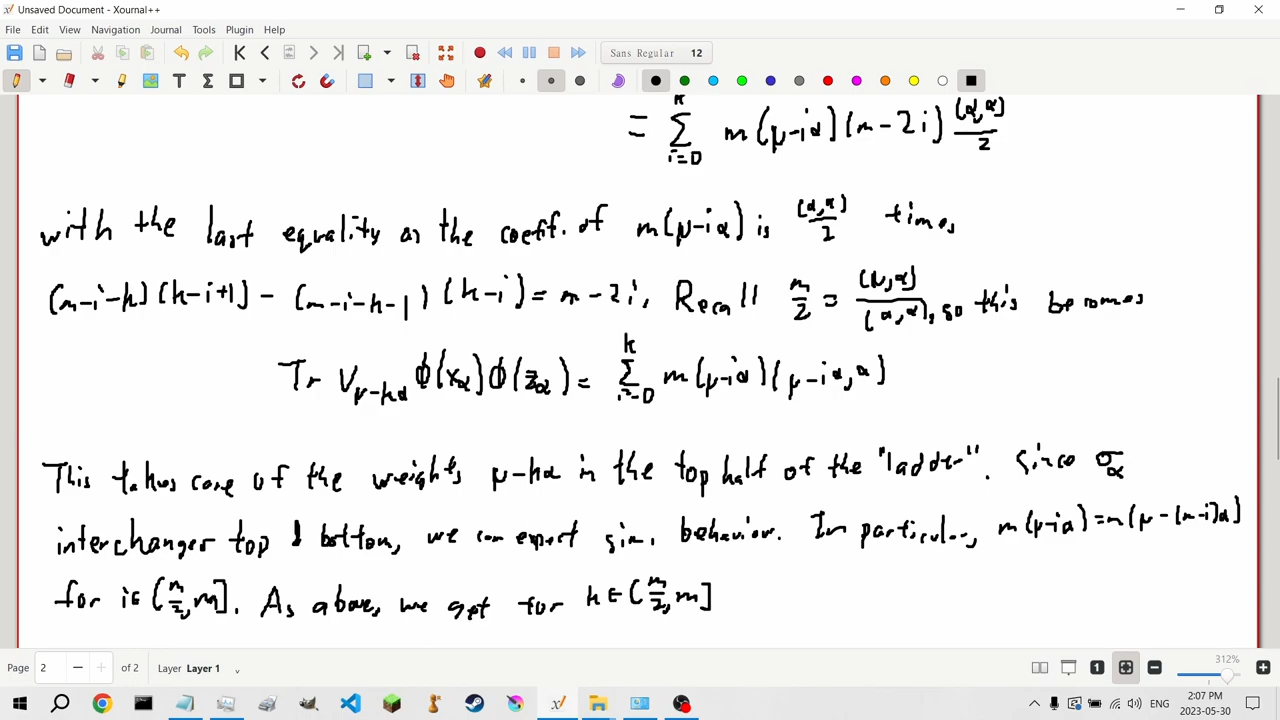 Unsaved Document - Xournal++
File Edit View Navigation Journal Tools Plugin Help
Sans Regular 12
= \sum_{i=0}^{k} m(μ-iα)(m-2i) (α,α)/2
with the last equality as the coeff. of m(μ-iα) is (α,α)/2 times
(m-i-k)(k-i+1) - (m-i-k-1)(k-i) = m-2i. Recall m/2 = (μ,α)/(α,α), so this becomes
Tr V_{μ-kα} ϕ(x_α)ϕ(z_α) = \sum_{i=0}^{k} m(μ-iα)(μ-iα,α)
This takes care of the weights μ-kα in the top half of the "ladder". Since σ_α
interchanges top & bottom, we can expect sim. behavior. In particular, m(μ-iα)=m(μ-(m-i)α)
for i∈(m/2,m]. As above, we get for k∈(m/2,m]
Page 2 of 2 Layer Layer 1 312%
ENG 2:07 PM 2023-05-30